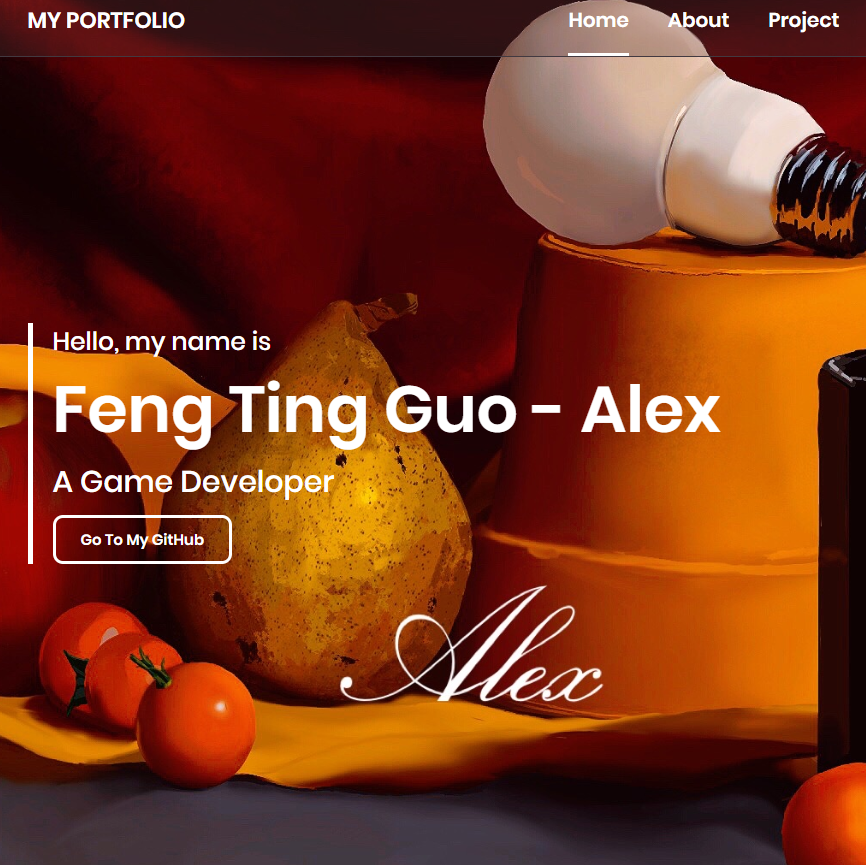 MY PORTFOLIO Home About Project
Hello, my name is
Feng Ting Guo - Alex
A Game Developer
Go To My GitHub
Alex